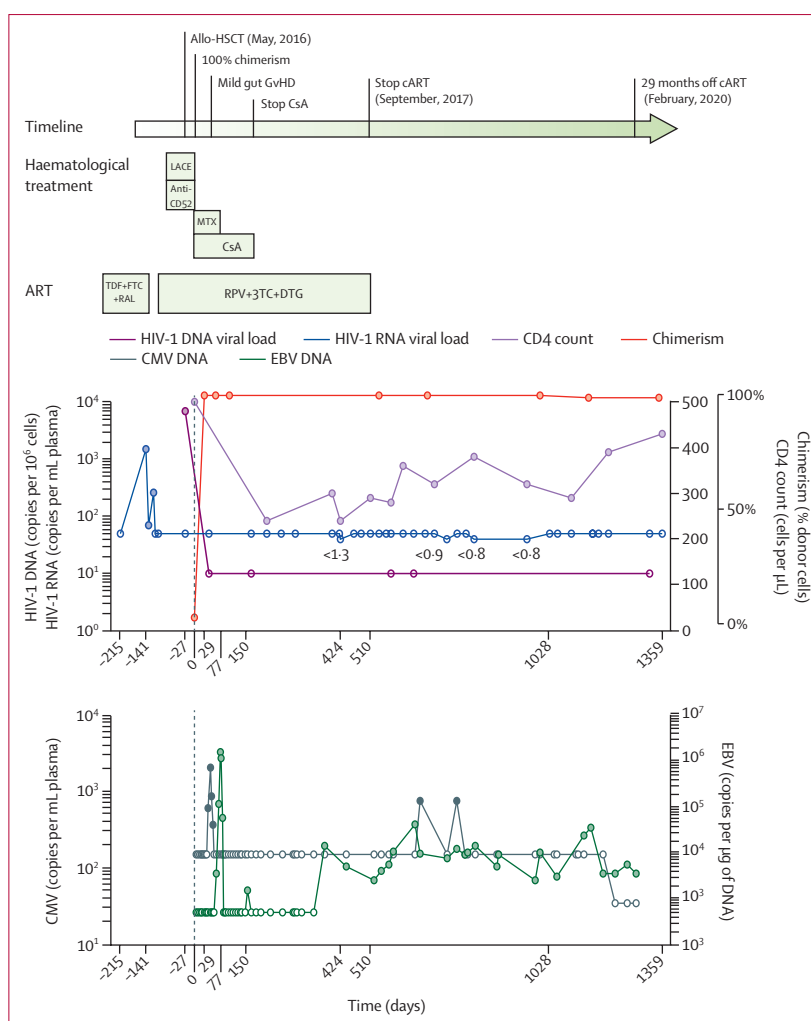 Allo-HSCT (May, 2016)
100% chimerism
Mild gut GvHD
Stop CsA
Stop cART
(September, 2017)
29 months off cART
(February, 2020)
Timeline
Haematological
treatment
LACE
Anti-
CD52
MTX
CsA
ART
TDF+FTC
+RAL
RPV+3TC+DTG
HIV-1 DNA viral load
HIV-1 RNA viral load
CD4 count
Chimerism
CMV DNA
EBV DNA
HIV-1 DNA (copies per 10⁶ cells)
HIV-1 RNA (copies per mL plasma)
10⁴
10³
10²
10¹
10⁰
<1·3
<0·9
<0·8
<0·8
500
400
300
200
100
0
100%
50%
0%
Chimerism (% donor cells)
CD4 count (cells per µL)
−215
−141
−27
0
29
77
150
424
510
1028
1359
CMV (copies per mL plasma)
10⁴
10³
10²
10¹
10⁷
10⁶
10⁵
10⁴
10³
EBV (copies per µg of DNA)
−215
−141
−27
0
29
77
150
424
510
1028
1359
Time (days)